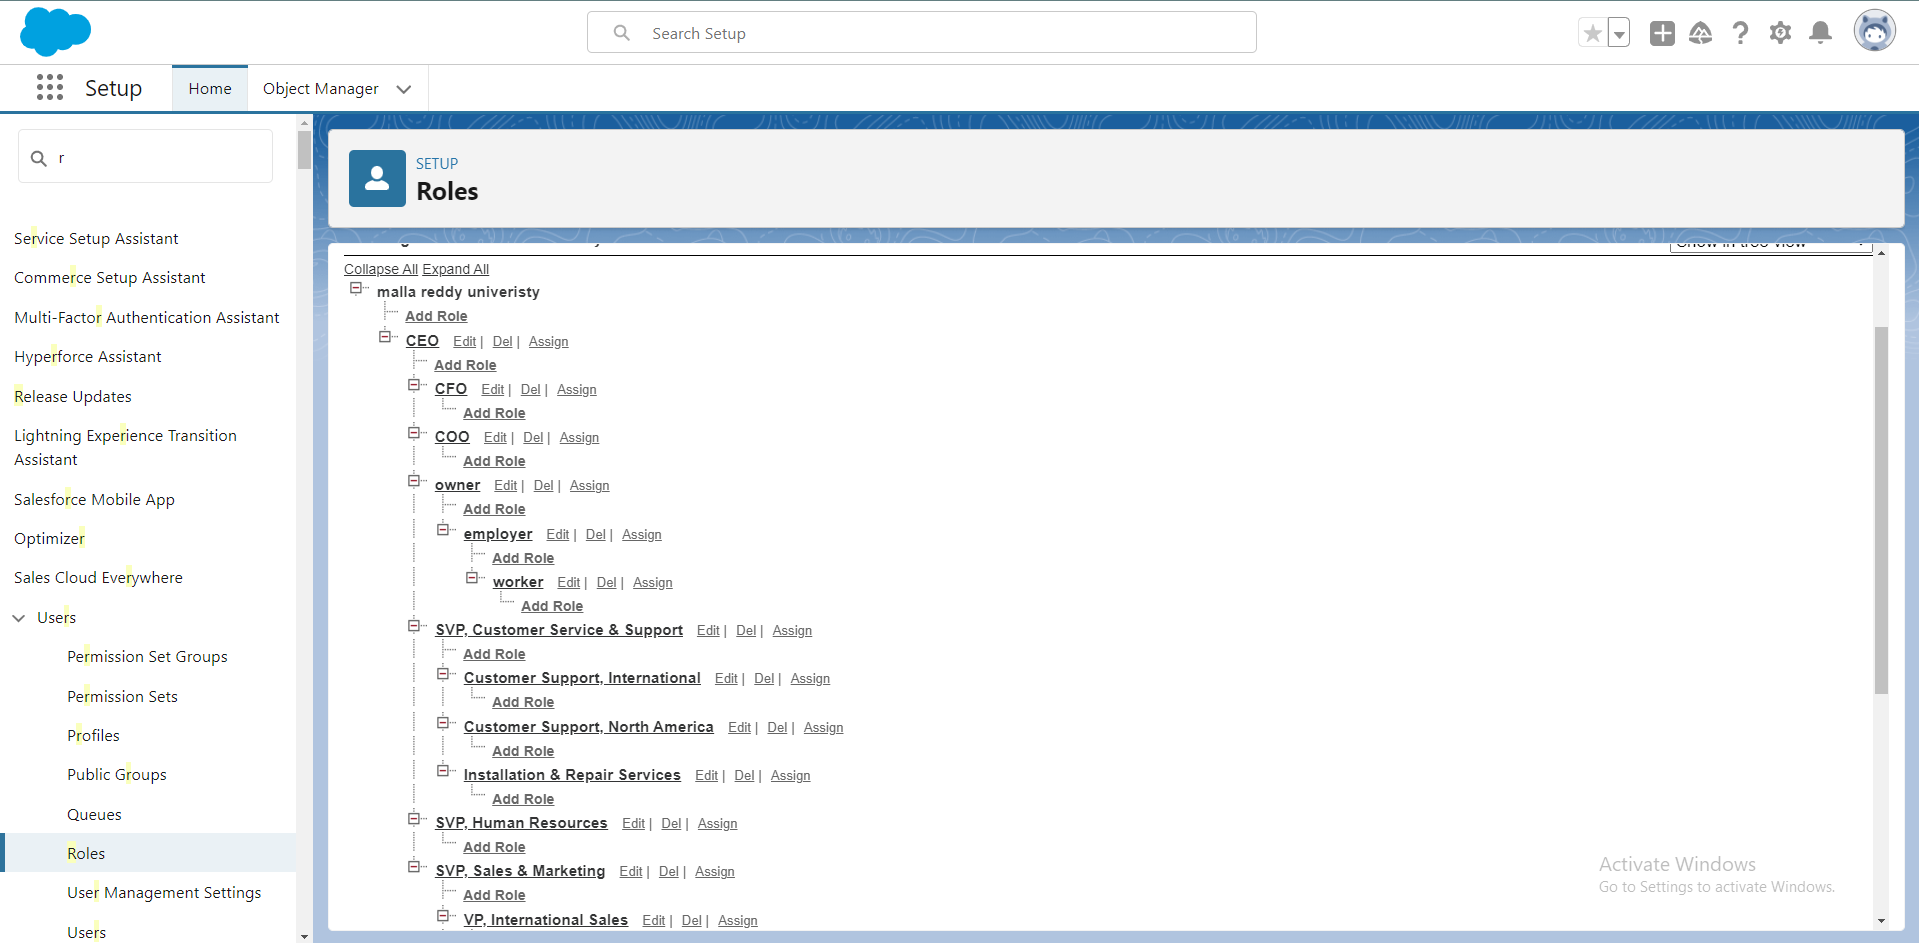 Search Setup
Setup
Home
Object Manager
r
Service Setup Assistant
Commerce Setup Assistant
Multi-Factor Authentication Assistant
Hyperforce Assistant
Release Updates
Lightning Experience Transition
Assistant
Salesforce Mobile App
Optimizer
Sales Cloud Everywhere
Users
Permission Set Groups
Permission Sets
Profiles
Public Groups
Queues
Roles
User Management Settings
Users
SETUP
Roles
Show in tree view
Collapse All Expand All
malla reddy univeristy
Add Role
CEO Edit | Del | Assign
Add Role
CFO Edit | Del | Assign
Add Role
COO Edit | Del | Assign
Add Role
owner Edit | Del | Assign
Add Role
employer Edit | Del | Assign
Add Role
worker Edit | Del | Assign
Add Role
SVP, Customer Service & Support Edit | Del | Assign
Add Role
Customer Support, International Edit | Del | Assign
Add Role
Customer Support, North America Edit | Del | Assign
Add Role
Installation & Repair Services Edit | Del | Assign
Add Role
SVP, Human Resources Edit | Del | Assign
Add Role
SVP, Sales & Marketing Edit | Del | Assign
Add Role
VP, International Sales Edit | Del | Assign
Activate Windows
Go to Settings to activate Windows.